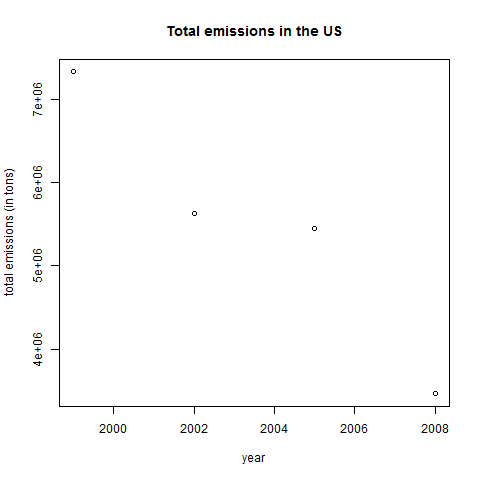 Total emissions in the US
total emissions (in tons)
7e+06
6e+06
5e+06
4e+06
2000 2002 2004 2006 2008
year